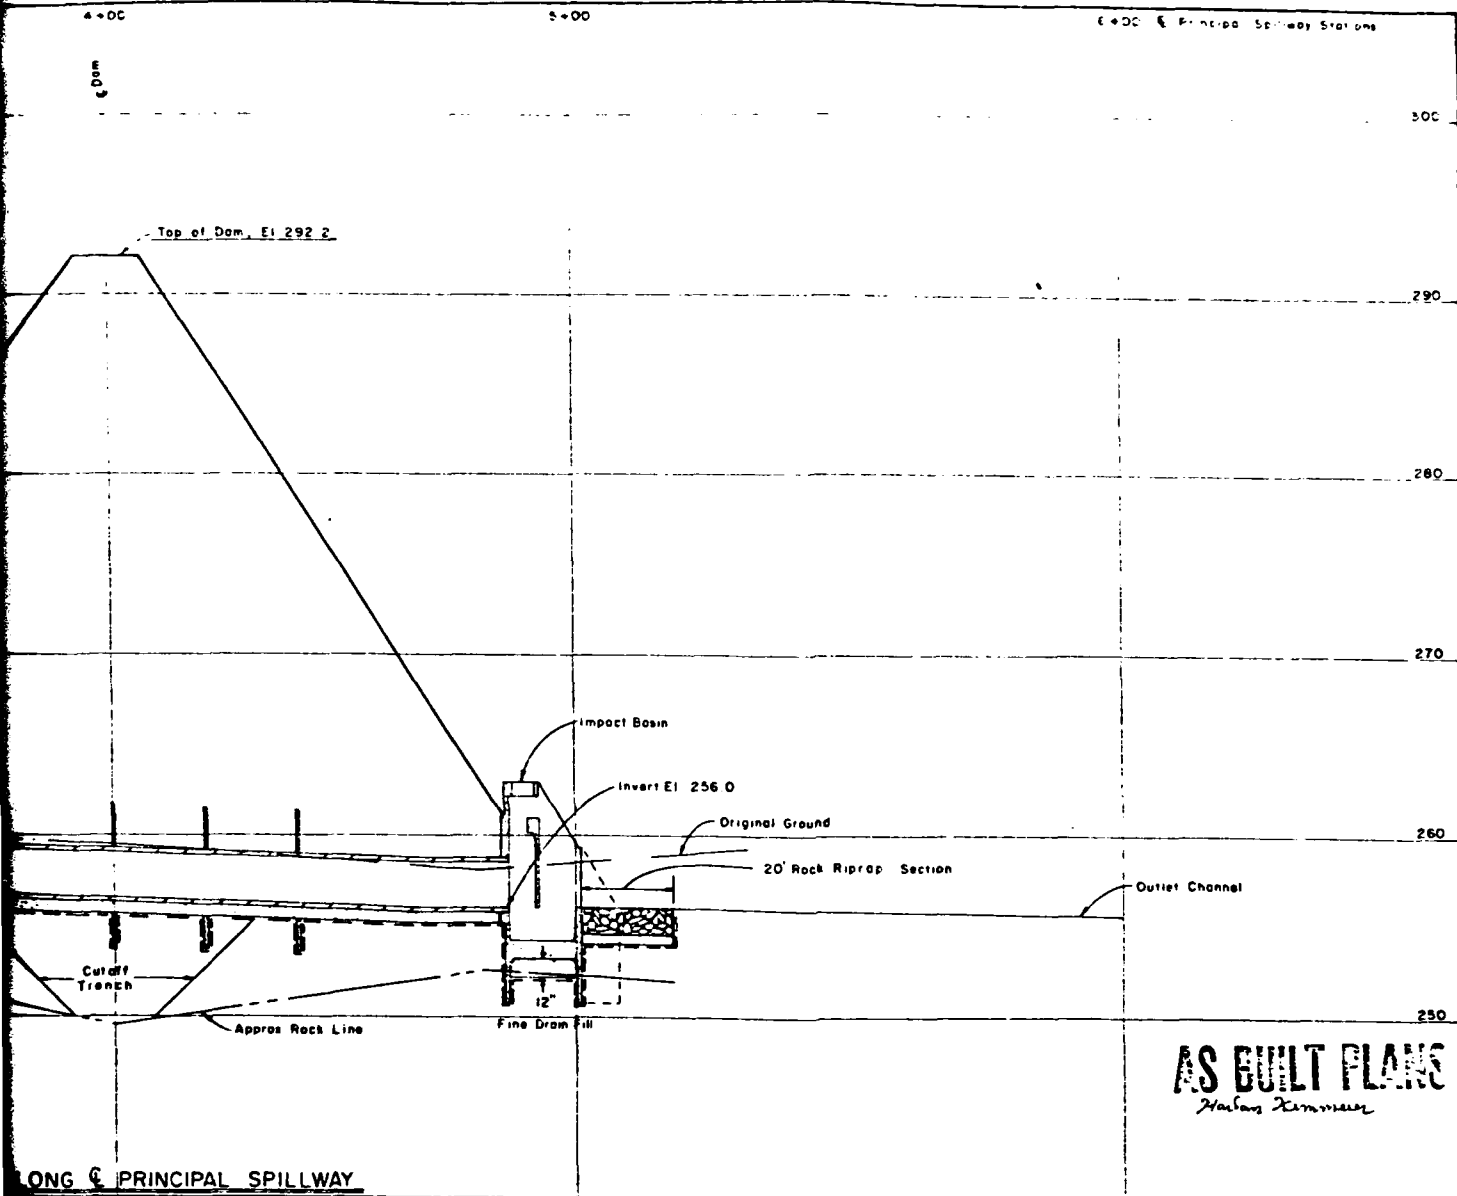 4+00
5+00
6+00 ℄ Principal Spillway Stations
℄ Dam
300
Top of Dam, El 292.2
290
280
270
Impact Basin
Invert El 256.0
Original Ground
260
20' Rock Riprap Section
Outlet Channel
Cutoff
Trench
12"
Approx Rock Line
Fine Drain Fill
250
AS BUILT PLANS
LONG ℄ PRINCIPAL SPILLWAY